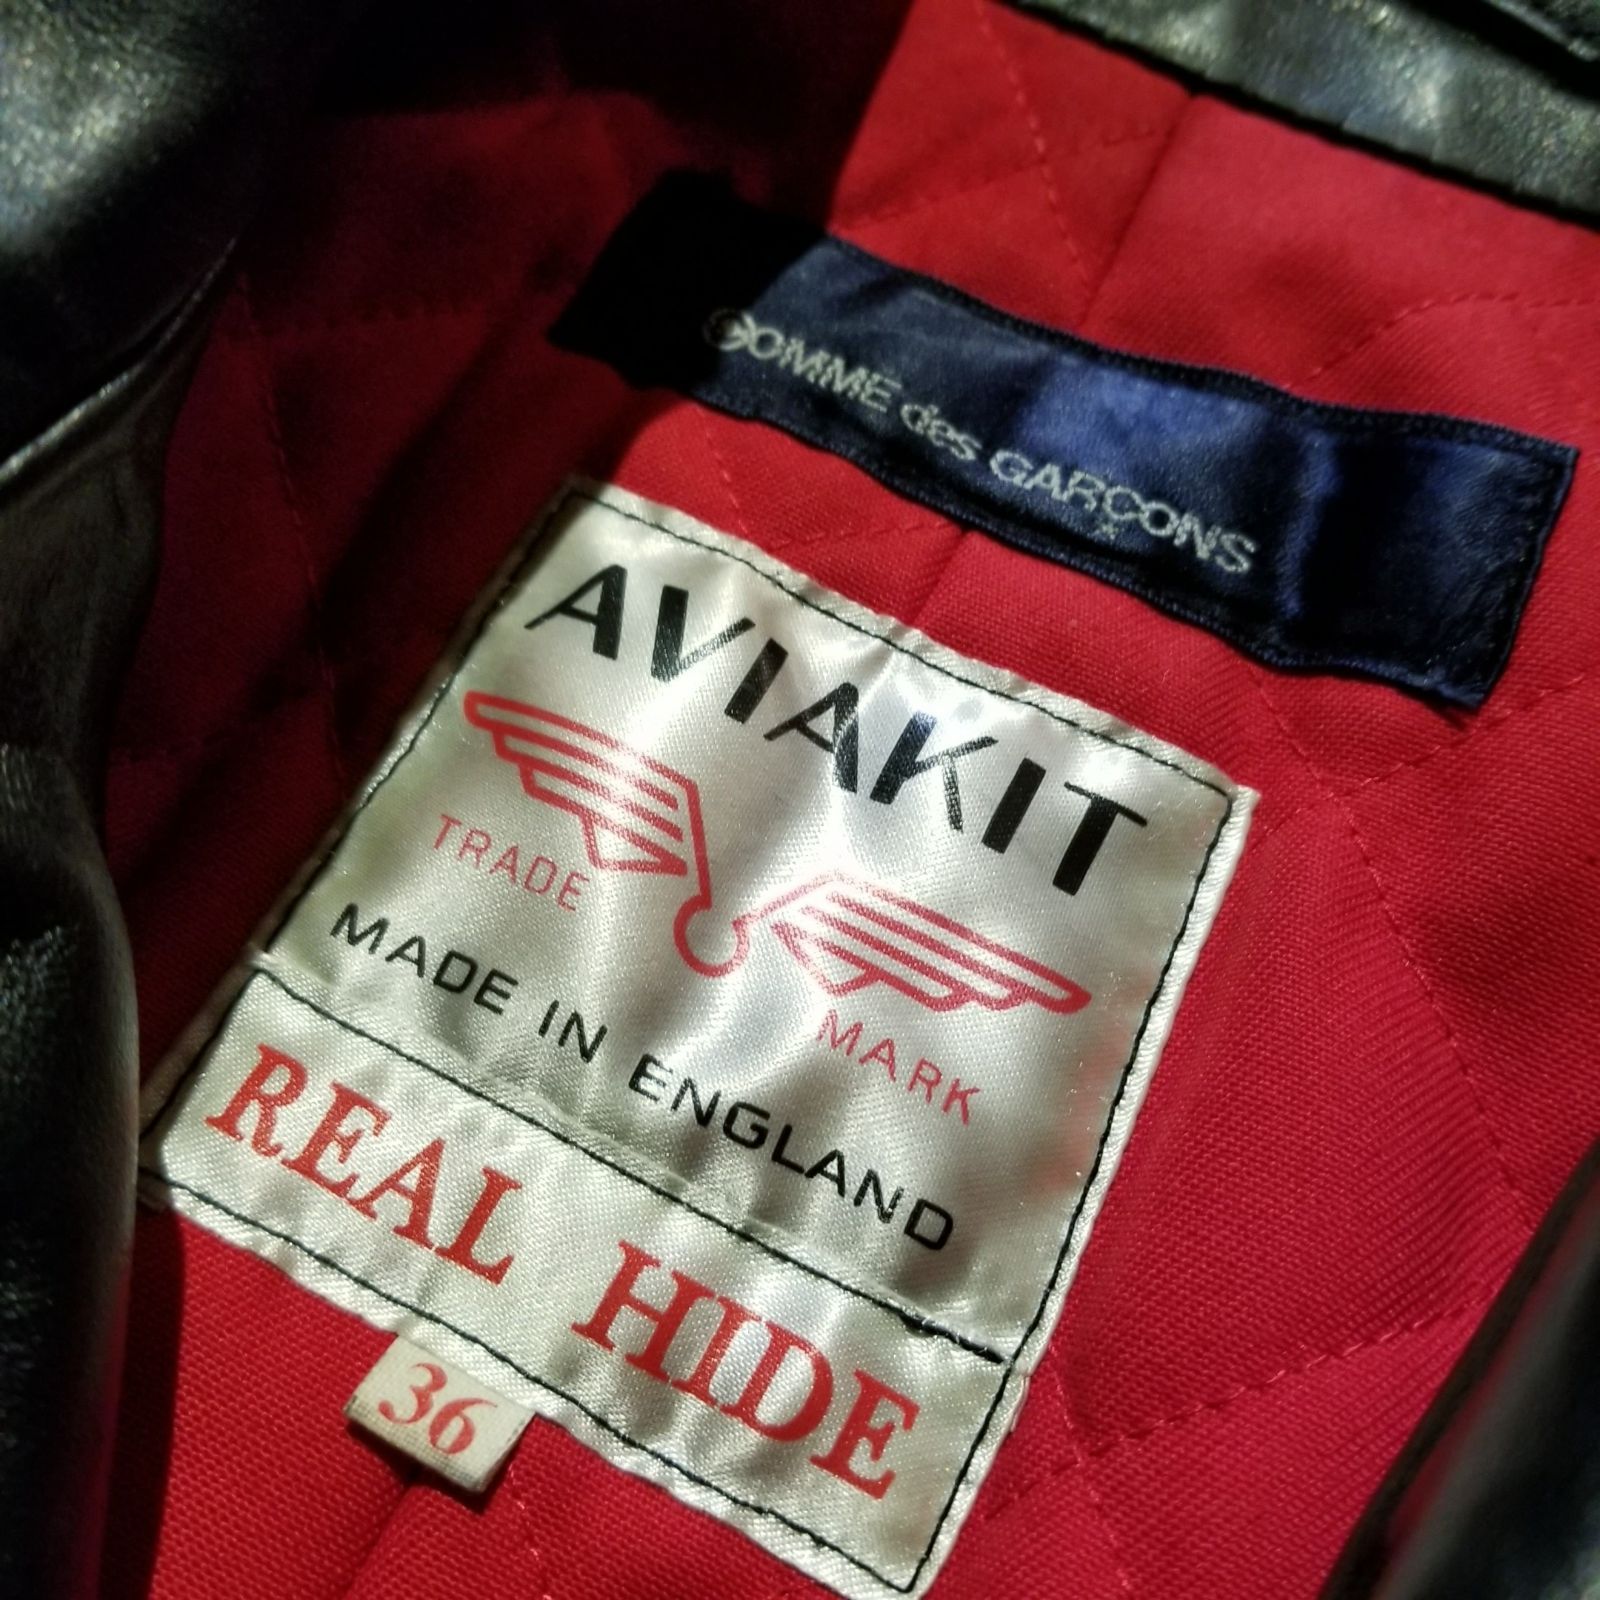 COMME des GARÇONS
AVIAKIT
TRADE MARK
MADE IN ENGLAND
REAL HIDE
36